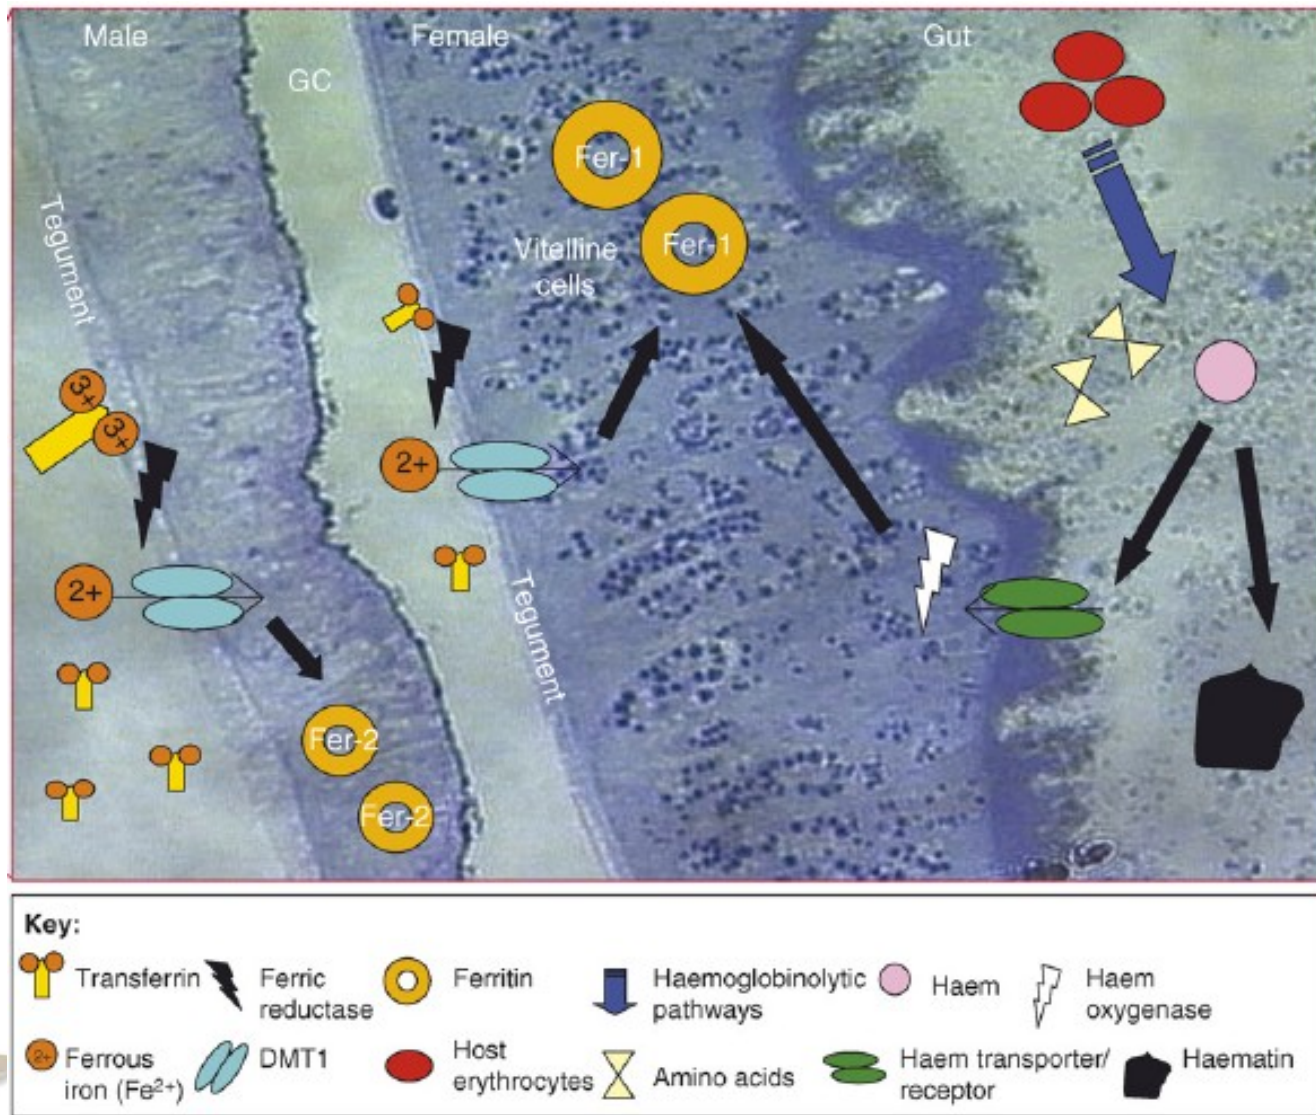 Male
Female
Gut
GC
Tegument
Fer-1
Fer-1
Vitelline
cells
3+
3+
2+
2+
Tegument
Fer-2
Fer-2
Key:
Transferrin
Ferric
reductase
Ferritin
Haemoglobinolytic
pathways
Haem
Haem
oxygenase
2+
Ferrous
iron (Fe²⁺)
DMT1
Host
erythrocytes
Amino acids
Haem transporter/
receptor
Haematin